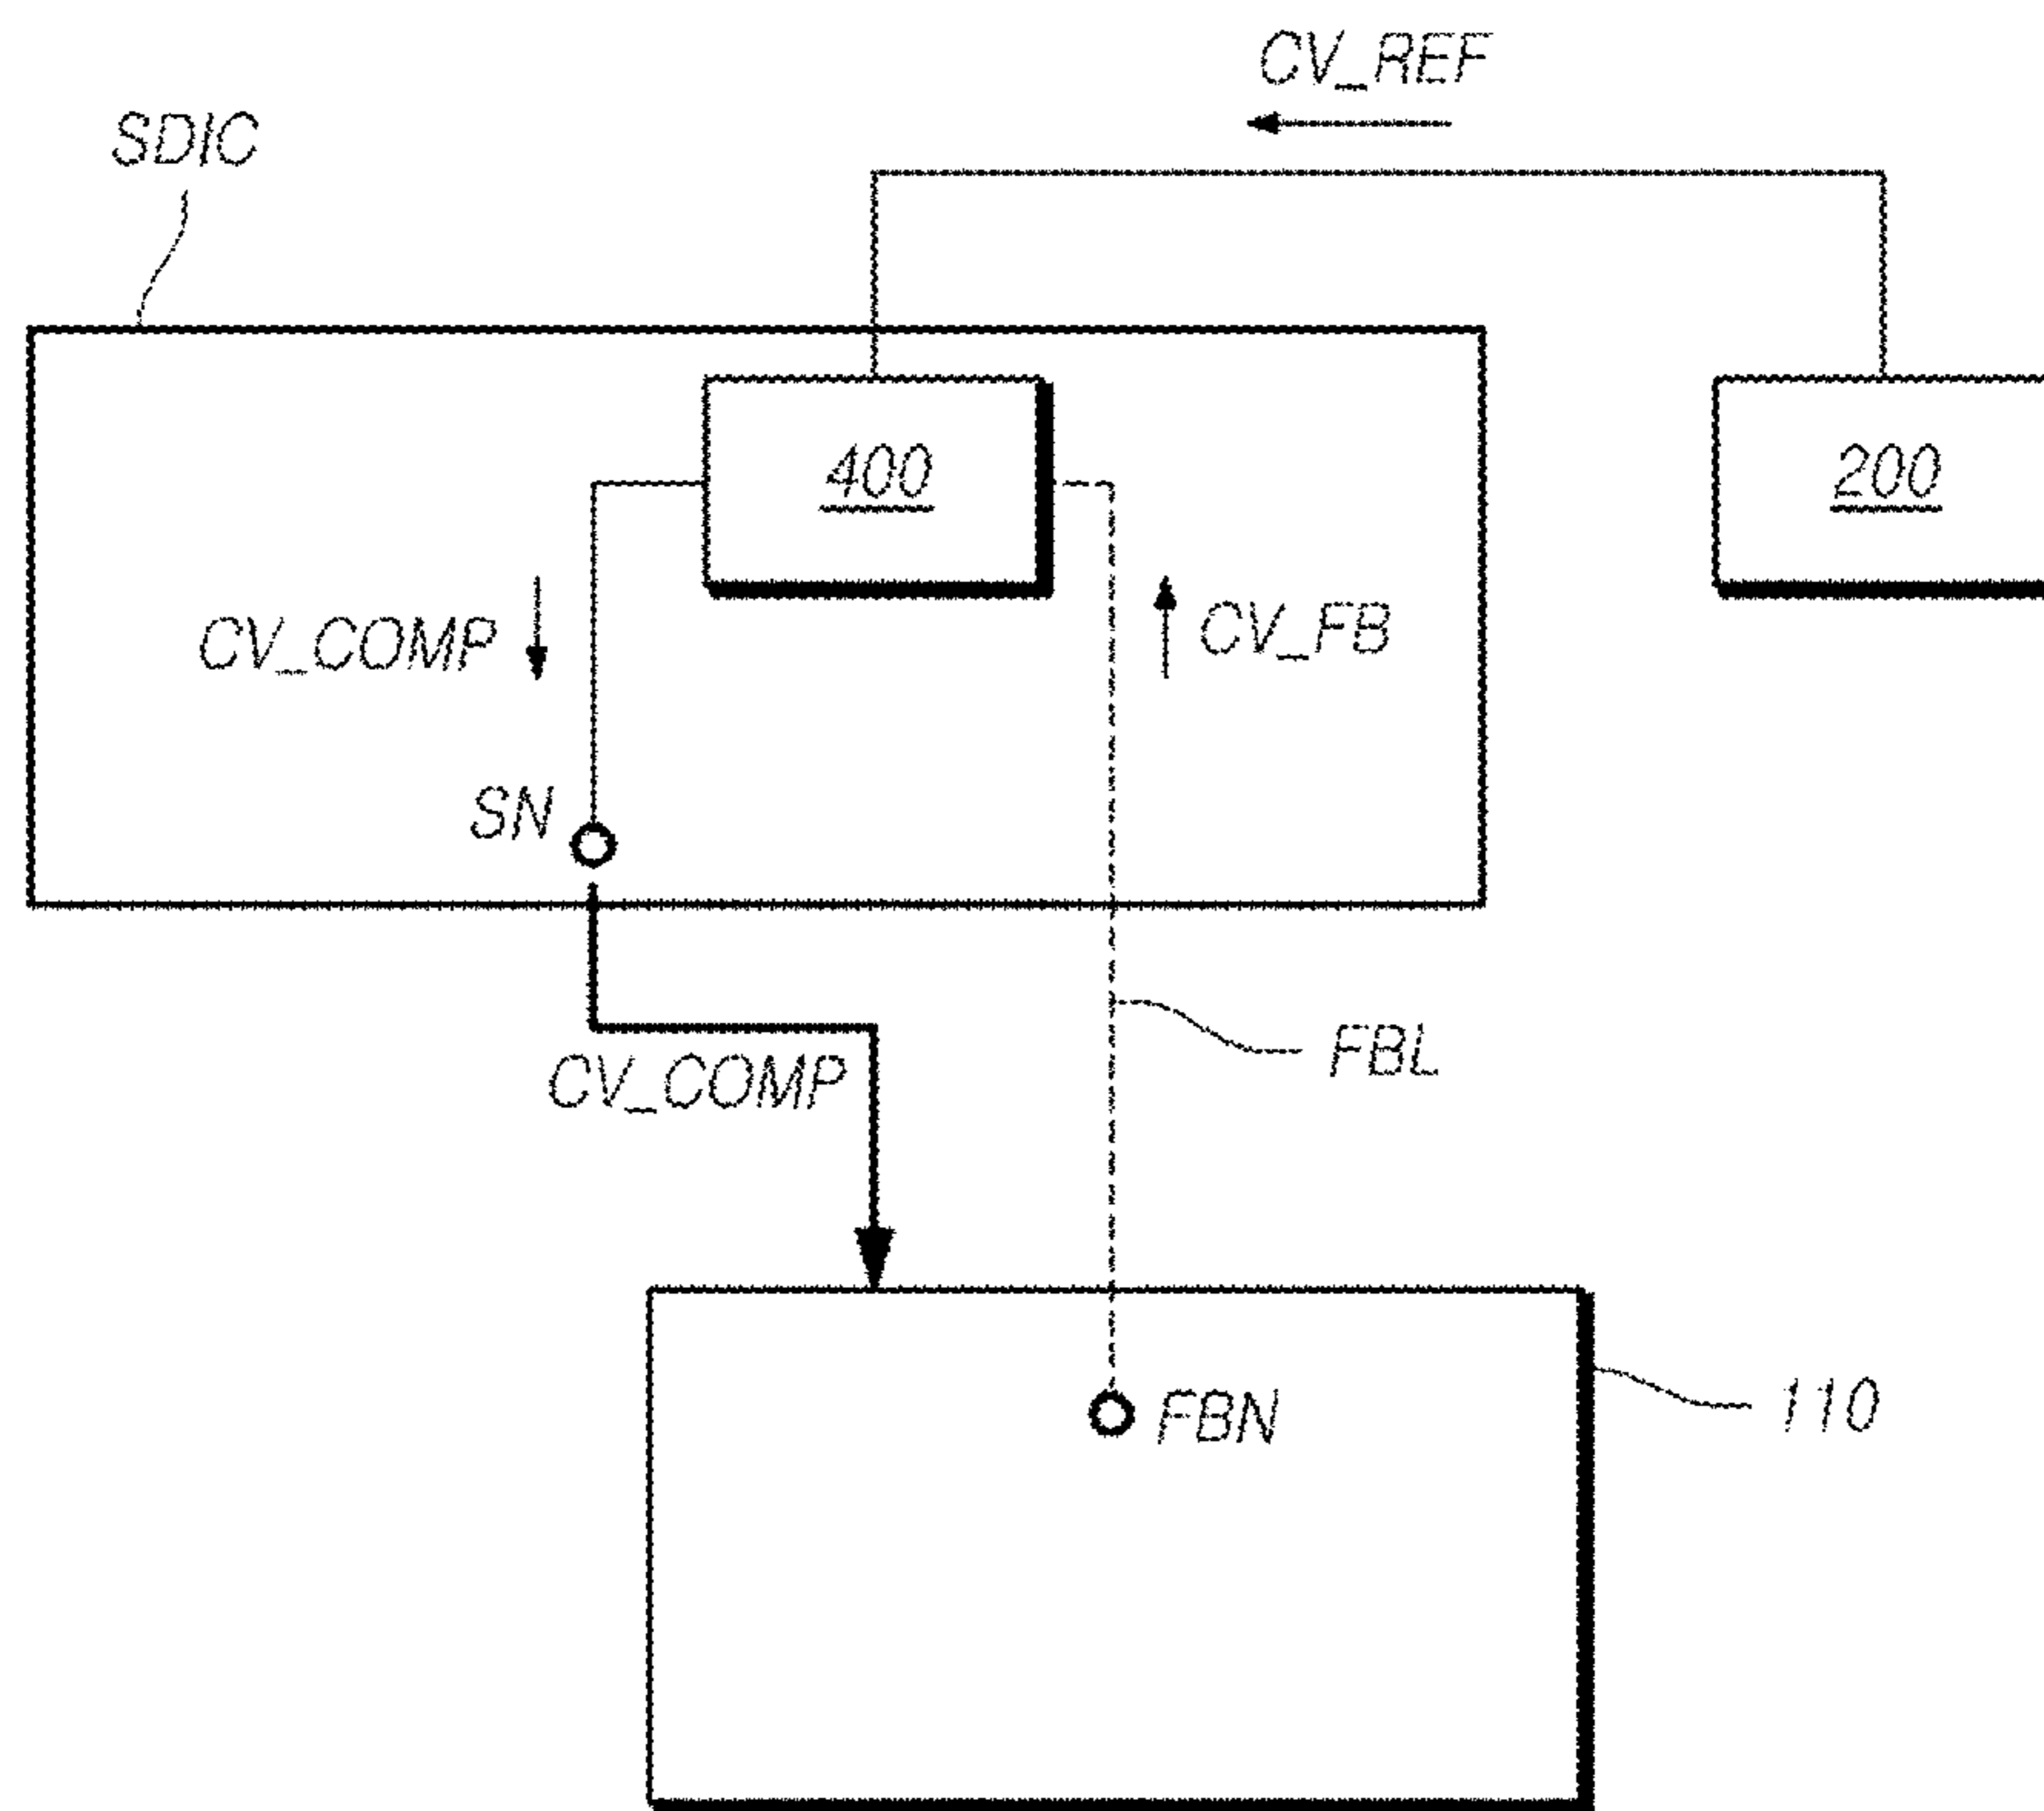 CV_REF
SDIC
400
200
CV_COMP
CV_FB
SN
FBL
CV_COMP
FBN
110